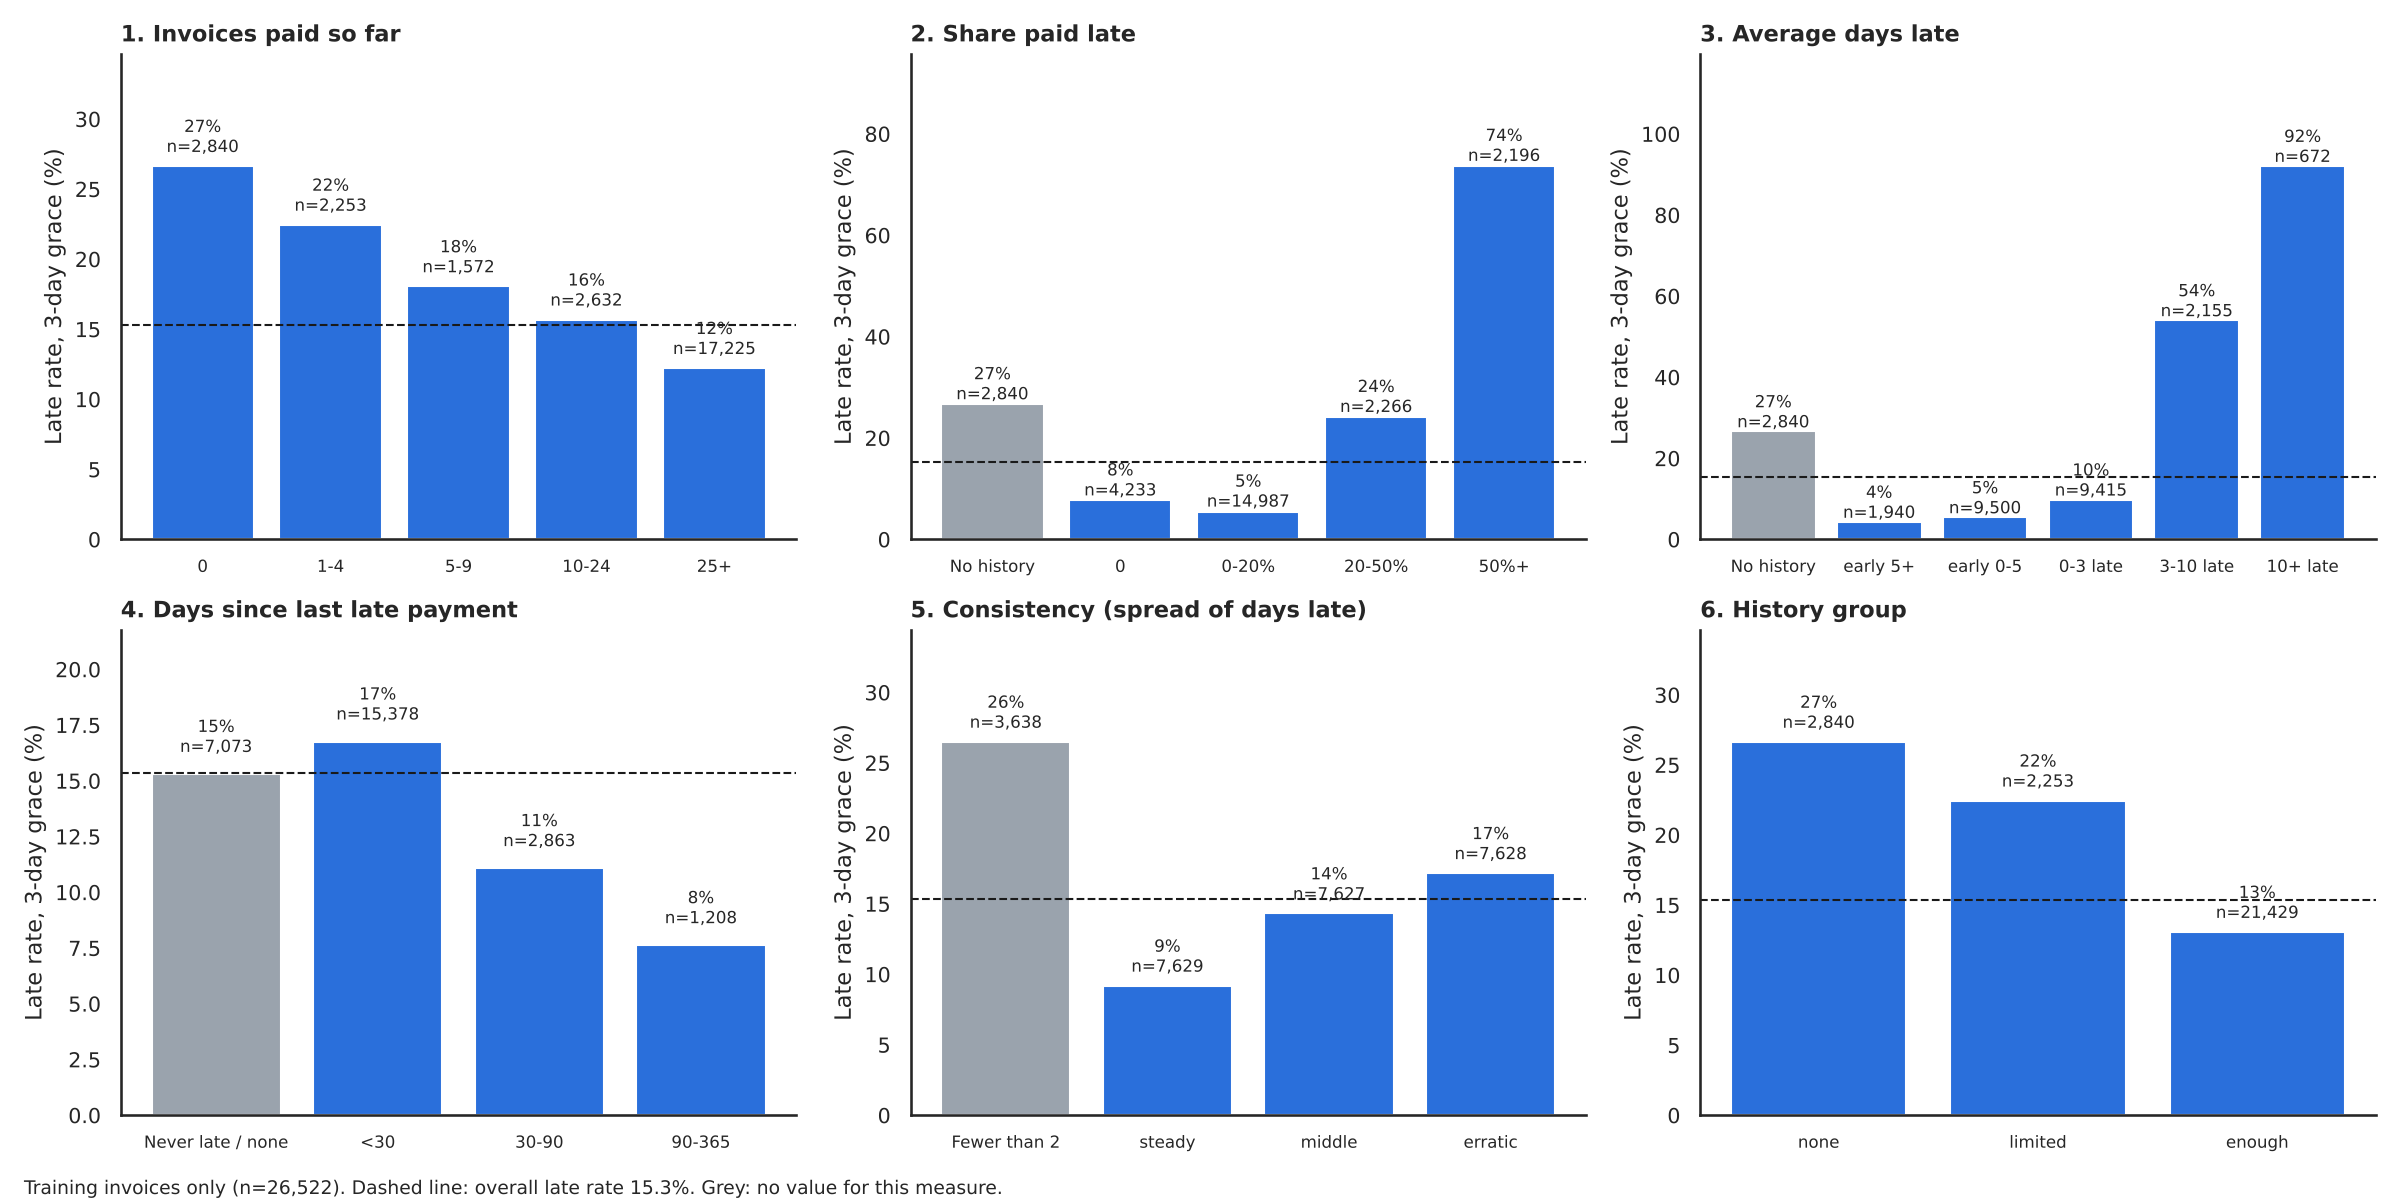 1. Invoices paid so far
Late rate, 3-day grace (%)
30
25
20
15
10
5
0
27%
n=2,840
22%
n=2,253
18%
n=1,572
16%
n=2,632
12%
n=17,225
0
1-4
5-9
10-24
25+
2. Share paid late
Late rate, 3-day grace (%)
80
60
40
20
0
27%
n=2,840
8%
n=4,233
5%
n=14,987
24%
n=2,266
74%
n=2,196
No history
0
0-20%
20-50%
50%+
3. Average days late
Late rate, 3-day grace (%)
100
80
60
40
20
0
27%
n=2,840
4%
n=1,940
5%
n=9,500
10%
n=9,415
54%
n=2,155
92%
n=672
No history
early 5+
early 0-5
0-3 late
3-10 late
10+ late
4. Days since last late payment
Late rate, 3-day grace (%)
20.0
17.5
15.0
12.5
10.0
7.5
5.0
2.5
0.0
15%
n=7,073
17%
n=15,378
11%
n=2,863
8%
n=1,208
Never late / none
<30
30-90
90-365
5. Consistency (spread of days late)
Late rate, 3-day grace (%)
30
25
20
15
10
5
0
26%
n=3,638
9%
n=7,629
14%
n=7,627
17%
n=7,628
Fewer than 2
steady
middle
erratic
6. History group
Late rate, 3-day grace (%)
30
25
20
15
10
5
0
27%
n=2,840
22%
n=2,253
13%
n=21,429
none
limited
enough
Training invoices only (n=26,522). Dashed line: overall late rate 15.3%. Grey: no value for this measure.